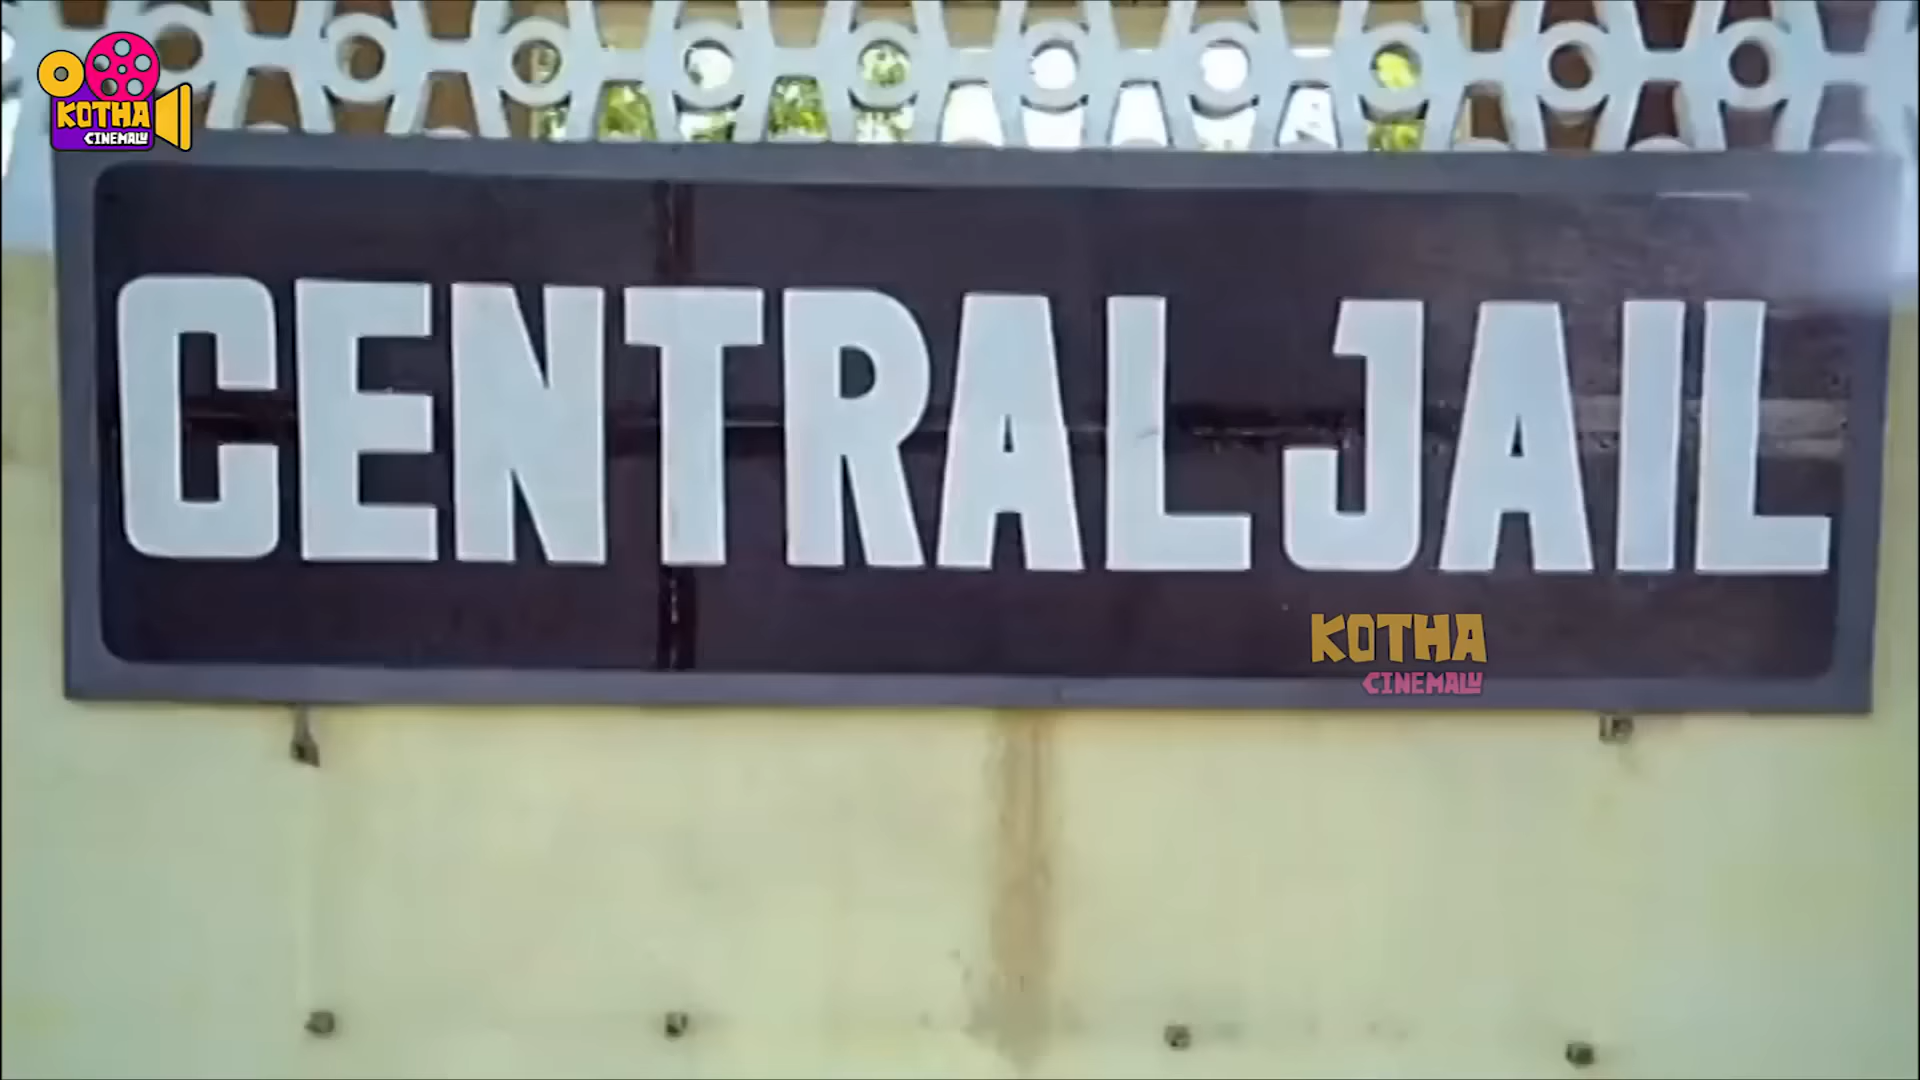 KOTHA
CINEMALU
CENTRAL JAIL
KOTHA
CINEMALU